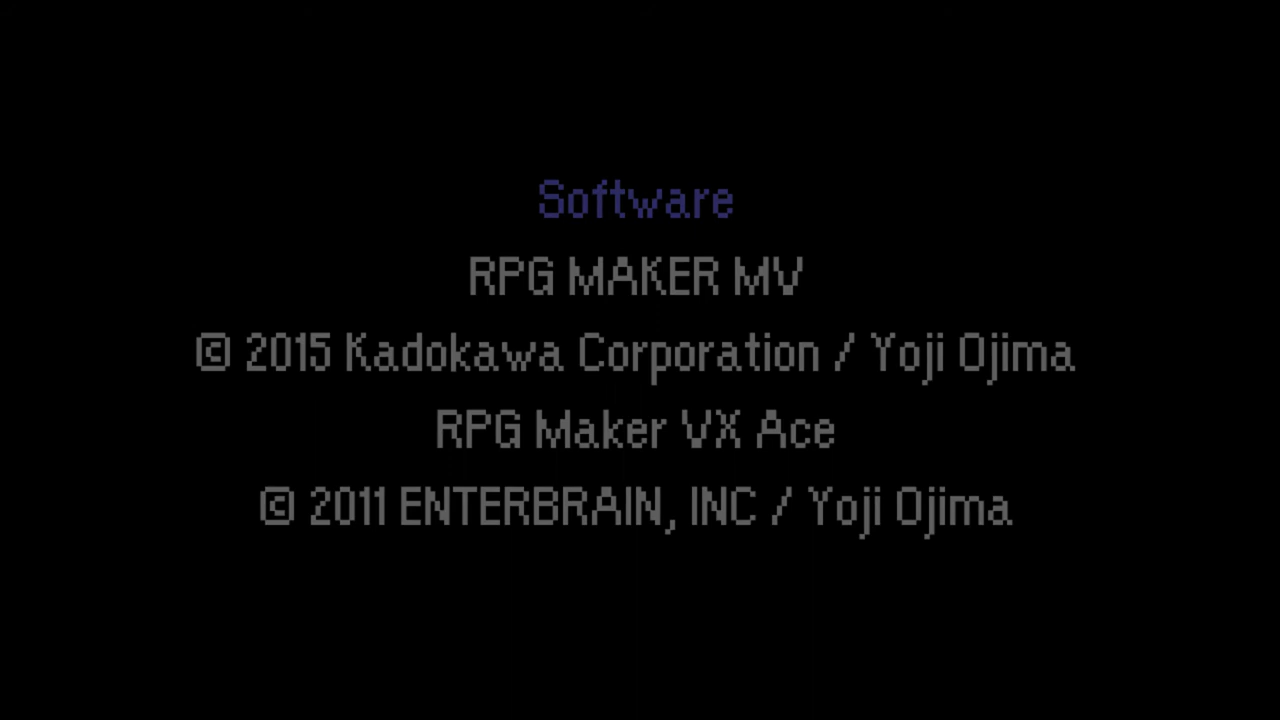 Software
RPG MAKER MV
© 2015 Kadokawa Corporation / Yoji Ojima
RPG Maker VX Ace
© 2011 ENTERBRAIN, INC / Yoji Ojima